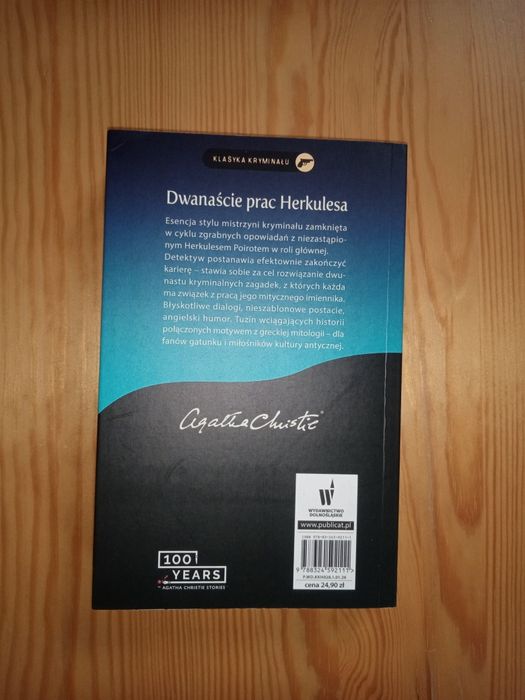 KLASYKA KRYMINAŁU
Dwanaście prac Herkulesa
Esencja stylu mistrzyni kryminału zamknięta
w cyklu zgrabnych opowiadań z niezastąpio-
nym Herkulesem Poirotem w roli głównej.
Detektyw postanawia efektownie zakończyć
karierę – stawia sobie za cel rozwiązanie dwu-
nastu kryminalnych zagadek, z których każda
ma związek z pracą jego mitycznego imiennika.
Błyskotliwe dialogi, nieszablonowe postacie,
angielski humor. Tuzin wciągających historii
połączonych motywem z greckiej mitologii – dla
fanów gatunku i miłośników kultury antycznej.
Agatha Christie®
W
WYDAWNICTWO
DOLNOŚLĄSKIE
www.publicat.pl
9 788324 592111 >
cena 24,90 zł
100
YEARS
AGATHA CHRISTIE STORIES